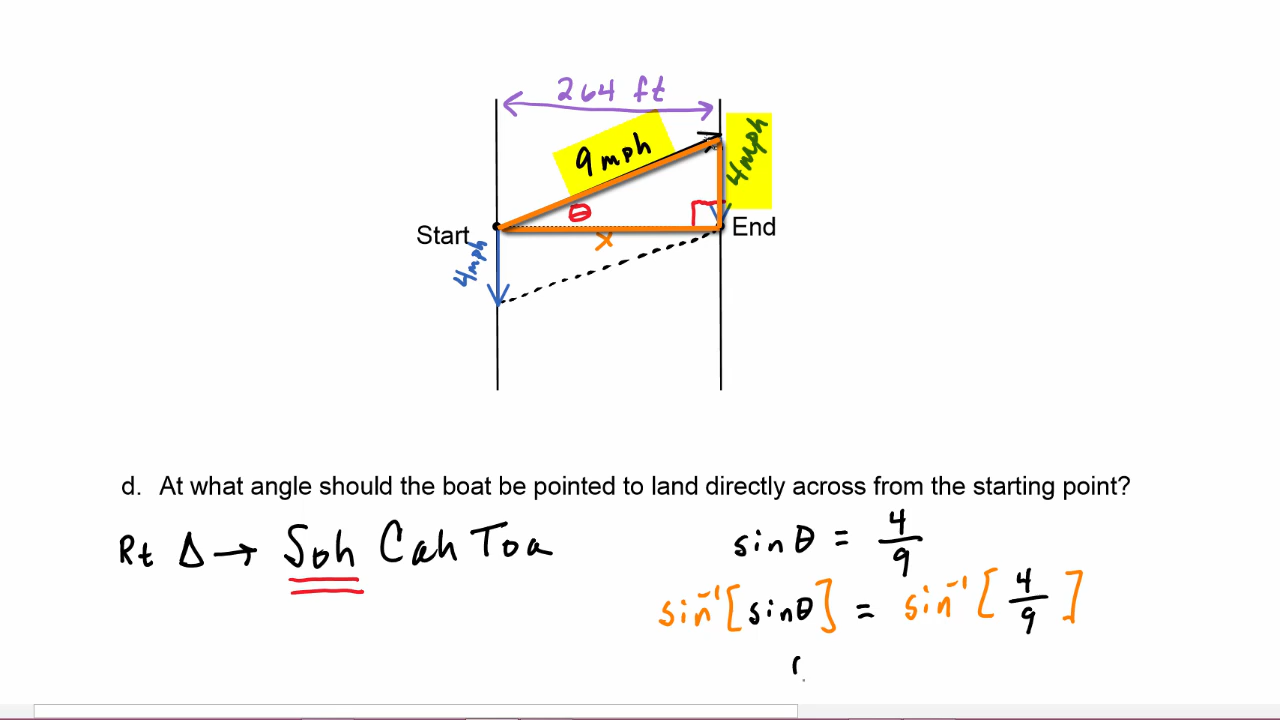 264 ft
9 mph
4mph
θ
Start
End
x
4mph
d. At what angle should the boat be pointed to land directly across from the starting point?
Rt Δ → Soh Cah Toa
sin θ = 4/9
sin⁻¹[sin θ] = sin⁻¹[4/9]